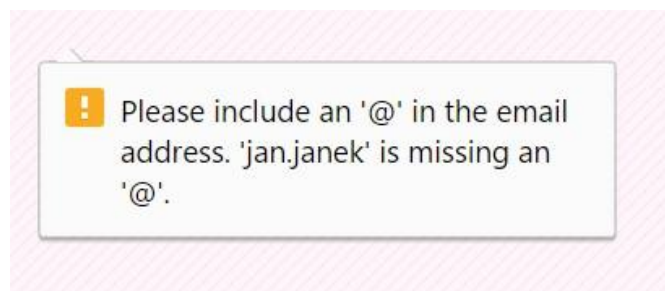 Please include an '@' in the email
address. 'jan.janek' is missing an
'@'.